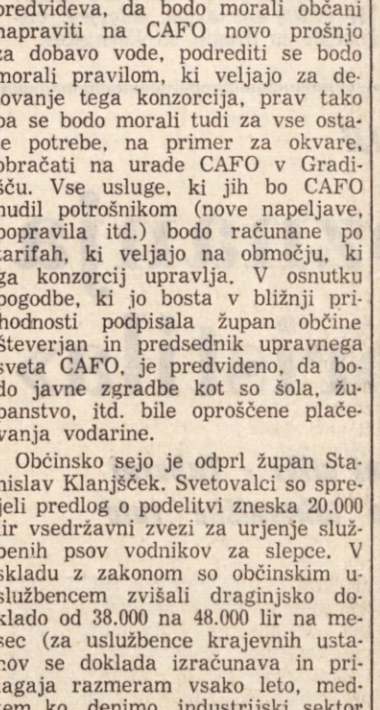 predvideva, da bodo morali občani
napraviti na CAFO novo prošnjo
za dobavo vode, podrediti se bodo
morali pravilom, ki veljajo za de-
lovanje tega konzorcija, prav tako
pa se bodo morali tudi za vse osta-
le potrebe, na primer za okvare,
obračati na urade CAFO v Gradi-
šču. Vse usluge, ki jih bo CAFO
nudil potrošnikom (nove napeljave,
popravila itd.) bodo računane po
tarifah, ki veljajo na območju, ki
ga konzorcij upravlja. V osnutku
pogodbe, ki jo bosta v bližnji pri-
hodnosti podpisala župan občine
Števerjan in predsednik upravnega
sveta CAFO, je predvideno, da bo-
do javne zgradbe kot so šola, žu-
panstvo, itd. bile oproščene plače-
vanja vodarine.
Občinsko sejo je odprl župan Sta-
nislav Klanjšček. Svetovalci so spre-
jeli predlog o podelitvi zneska 20.000
lir vsedržavni zvezi za urjenje služ-
benih psov vodnikov za slepce. V
skladu z zakonom so občinskim u-
službencem zvišali draginjsko do-
klado od 38.000 na 48.000 lir na me-
sec (za uslužbence krajevnih usta-
nov se doklada izračunava in pri-
lagaja razmeram vsako leto, med-
tem ko, denimo, industrijski sektor